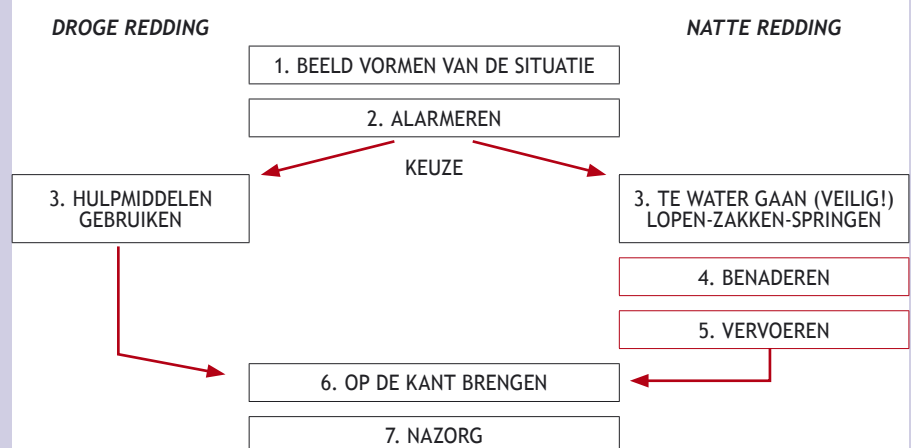 DROGE REDDING
NATTE REDDING
1. BEELD VORMEN VAN DE SITUATIE
2. ALARMEREN
KEUZE
3. HULPMIDDELEN
GEBRUIKEN
3. TE WATER GAAN (VEILIG!)
LOPEN-ZAKKEN-SPRINGEN
4. BENADEREN
5. VERVOEREN
6. OP DE KANT BRENGEN
7. NAZORG